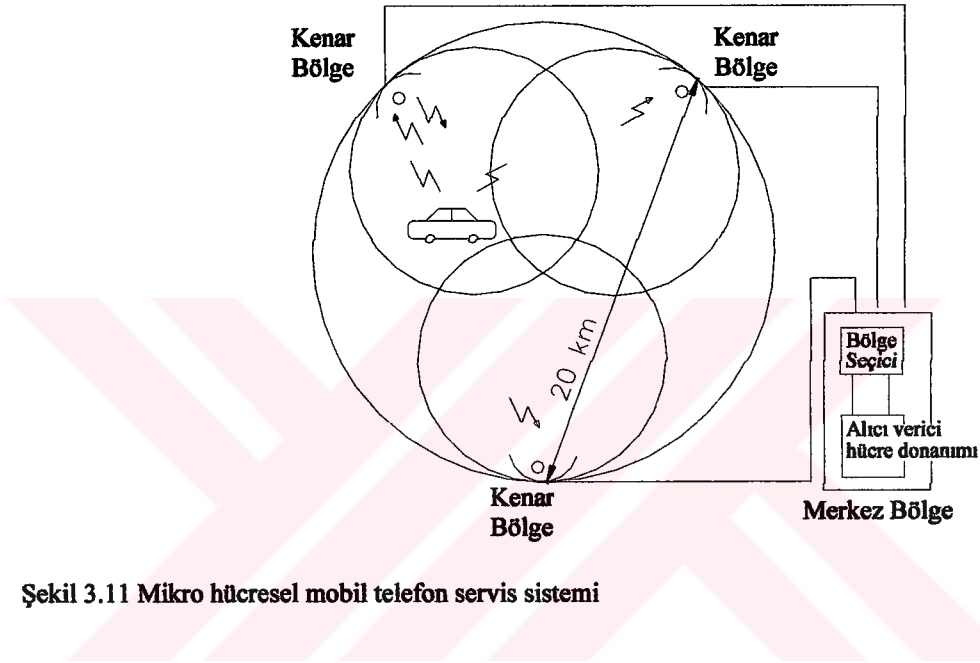 Kenar
Bölge
Kenar
Bölge
20 km
Bölge
Seçici
Alıcı verici
hücre donanımı
Kenar
Bölge
Merkez Bölge
Şekil 3.11 Mikro hücresel mobil telefon servis sistemi